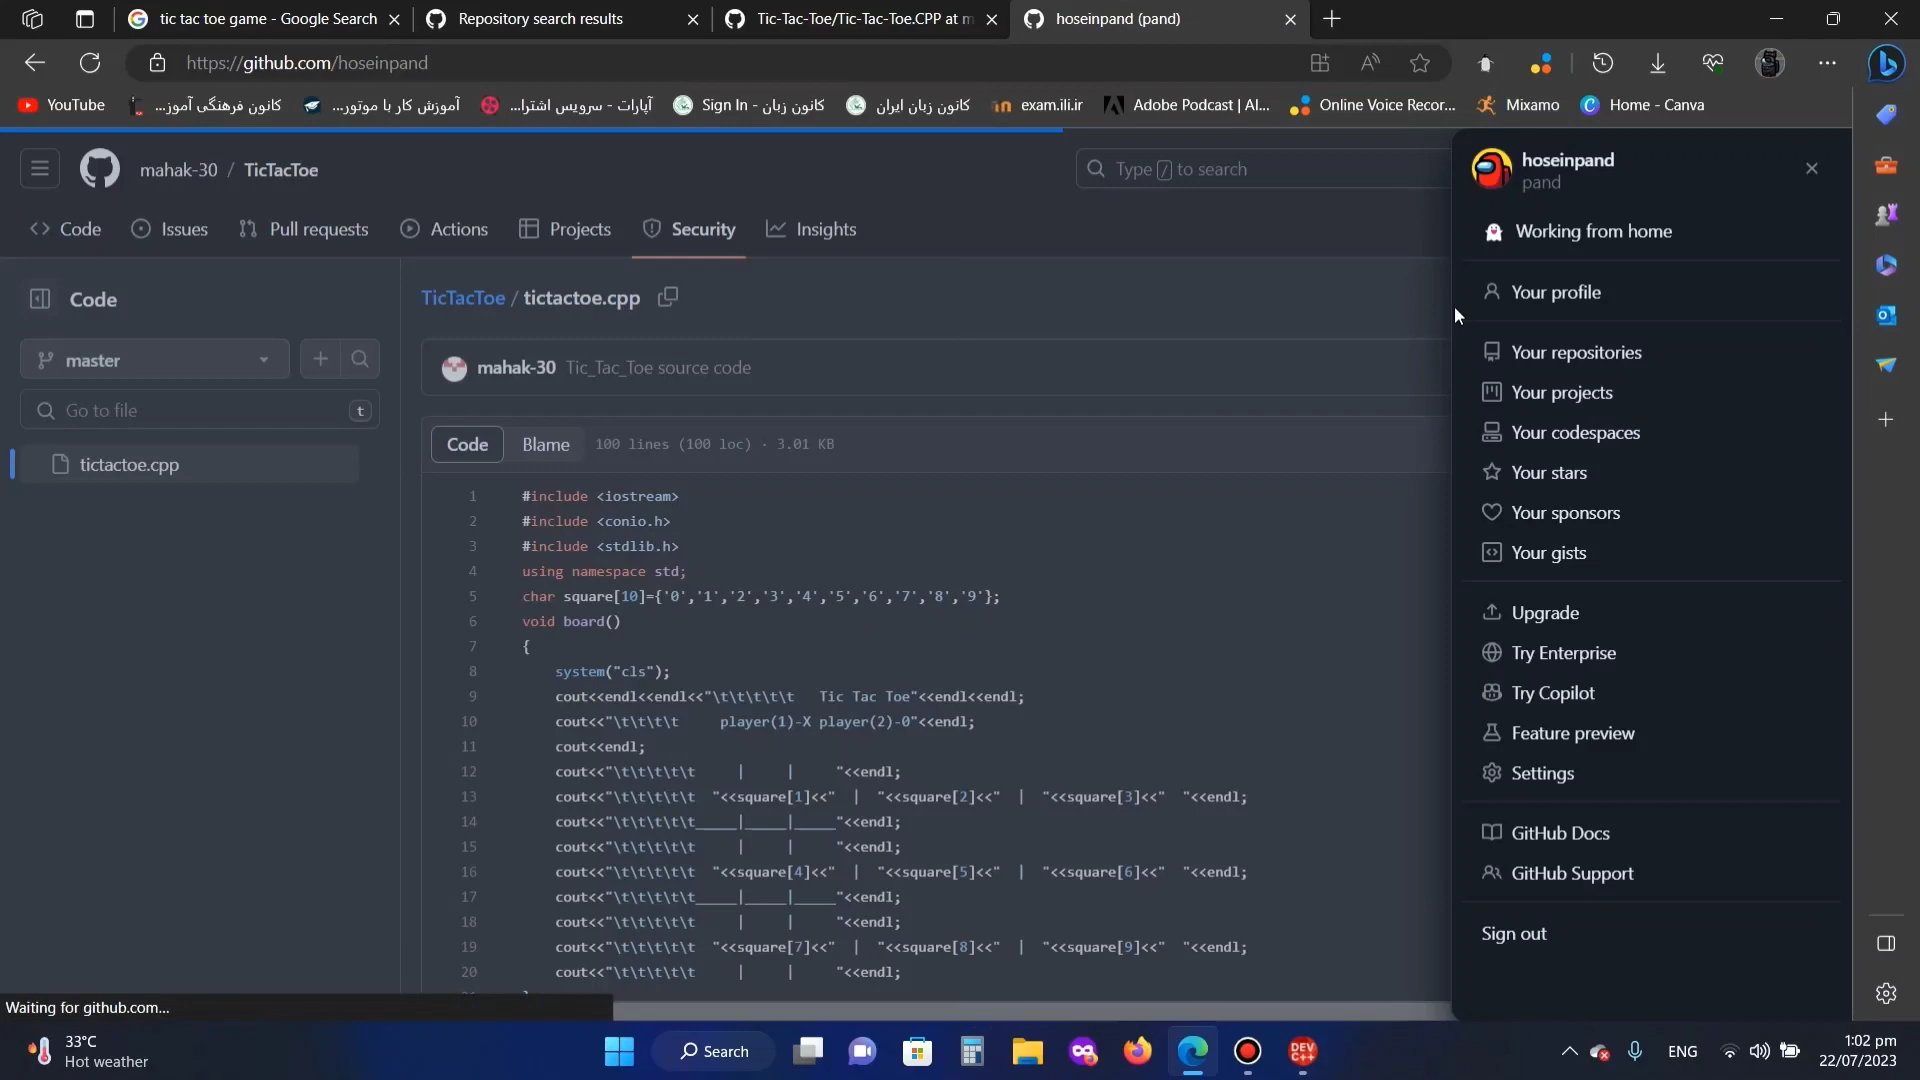 tic tac toe game - Google Search
Repository search results
Tic-Tac-Toe/Tic-Tac-Toe.CPP at m
hoseinpand (pand)
https://github.com/hoseinpand
YouTube
کانون فرهنگی آموز...
آموزش کار با موتور...
آپارات - سرویس اشترا...
Sign In - کانون زبان
کانون زبان ایران
exam.ili.ir
Adobe Podcast | AI...
Online Voice Recor...
Mixamo
Home - Canva
mahak-30 / TicTacToe
Type / to search
Code
Issues
Pull requests
Actions
Projects
Security
Insights
Code
master
Go to file
t
tictactoe.cpp
TicTacToe / tictactoe.cpp
mahak-30 Tic_Tac_Toe source code
Code Blame 100 lines (100 loc) · 3.01 KB
1 #include <iostream>
2 #include <conio.h>
3 #include <stdlib.h>
4 using namespace std;
5 char square[10]={'0','1','2','3','4','5','6','7','8','9'};
6 void board()
7 {
8 system("cls");
9 cout<<endl<<endl<<"\t\t\t\t\t   Tic Tac Toe"<<endl<<endl;
10 cout<<"\t\t\t\t     player(1)-X player(2)-0"<<endl;
11 cout<<endl;
12 cout<<"\t\t\t\t\t     |     |     "<<endl;
13 cout<<"\t\t\t\t\t  "<<square[1]<<"  |  "<<square[2]<<"  |  "<<square[3]<<"  "<<endl;
14 cout<<"\t\t\t\t\t_____|_____|_____"<<endl;
15 cout<<"\t\t\t\t\t     |     |     "<<endl;
16 cout<<"\t\t\t\t\t  "<<square[4]<<"  |  "<<square[5]<<"  |  "<<square[6]<<"  "<<endl;
17 cout<<"\t\t\t\t\t_____|_____|_____"<<endl;
18 cout<<"\t\t\t\t\t     |     |     "<<endl;
19 cout<<"\t\t\t\t\t  "<<square[7]<<"  |  "<<square[8]<<"  |  "<<square[9]<<"  "<<endl;
20 cout<<"\t\t\t\t\t     |     |     "<<endl;
hoseinpand
pand
Working from home
Your profile
Your repositories
Your projects
Your codespaces
Your stars
Your sponsors
Your gists
Upgrade
Try Enterprise
Try Copilot
Feature preview
Settings
GitHub Docs
GitHub Support
Sign out
Waiting for github.com...
33°C
Hot weather
Search
DEV
C++
ENG
1:02 pm
22/07/2023